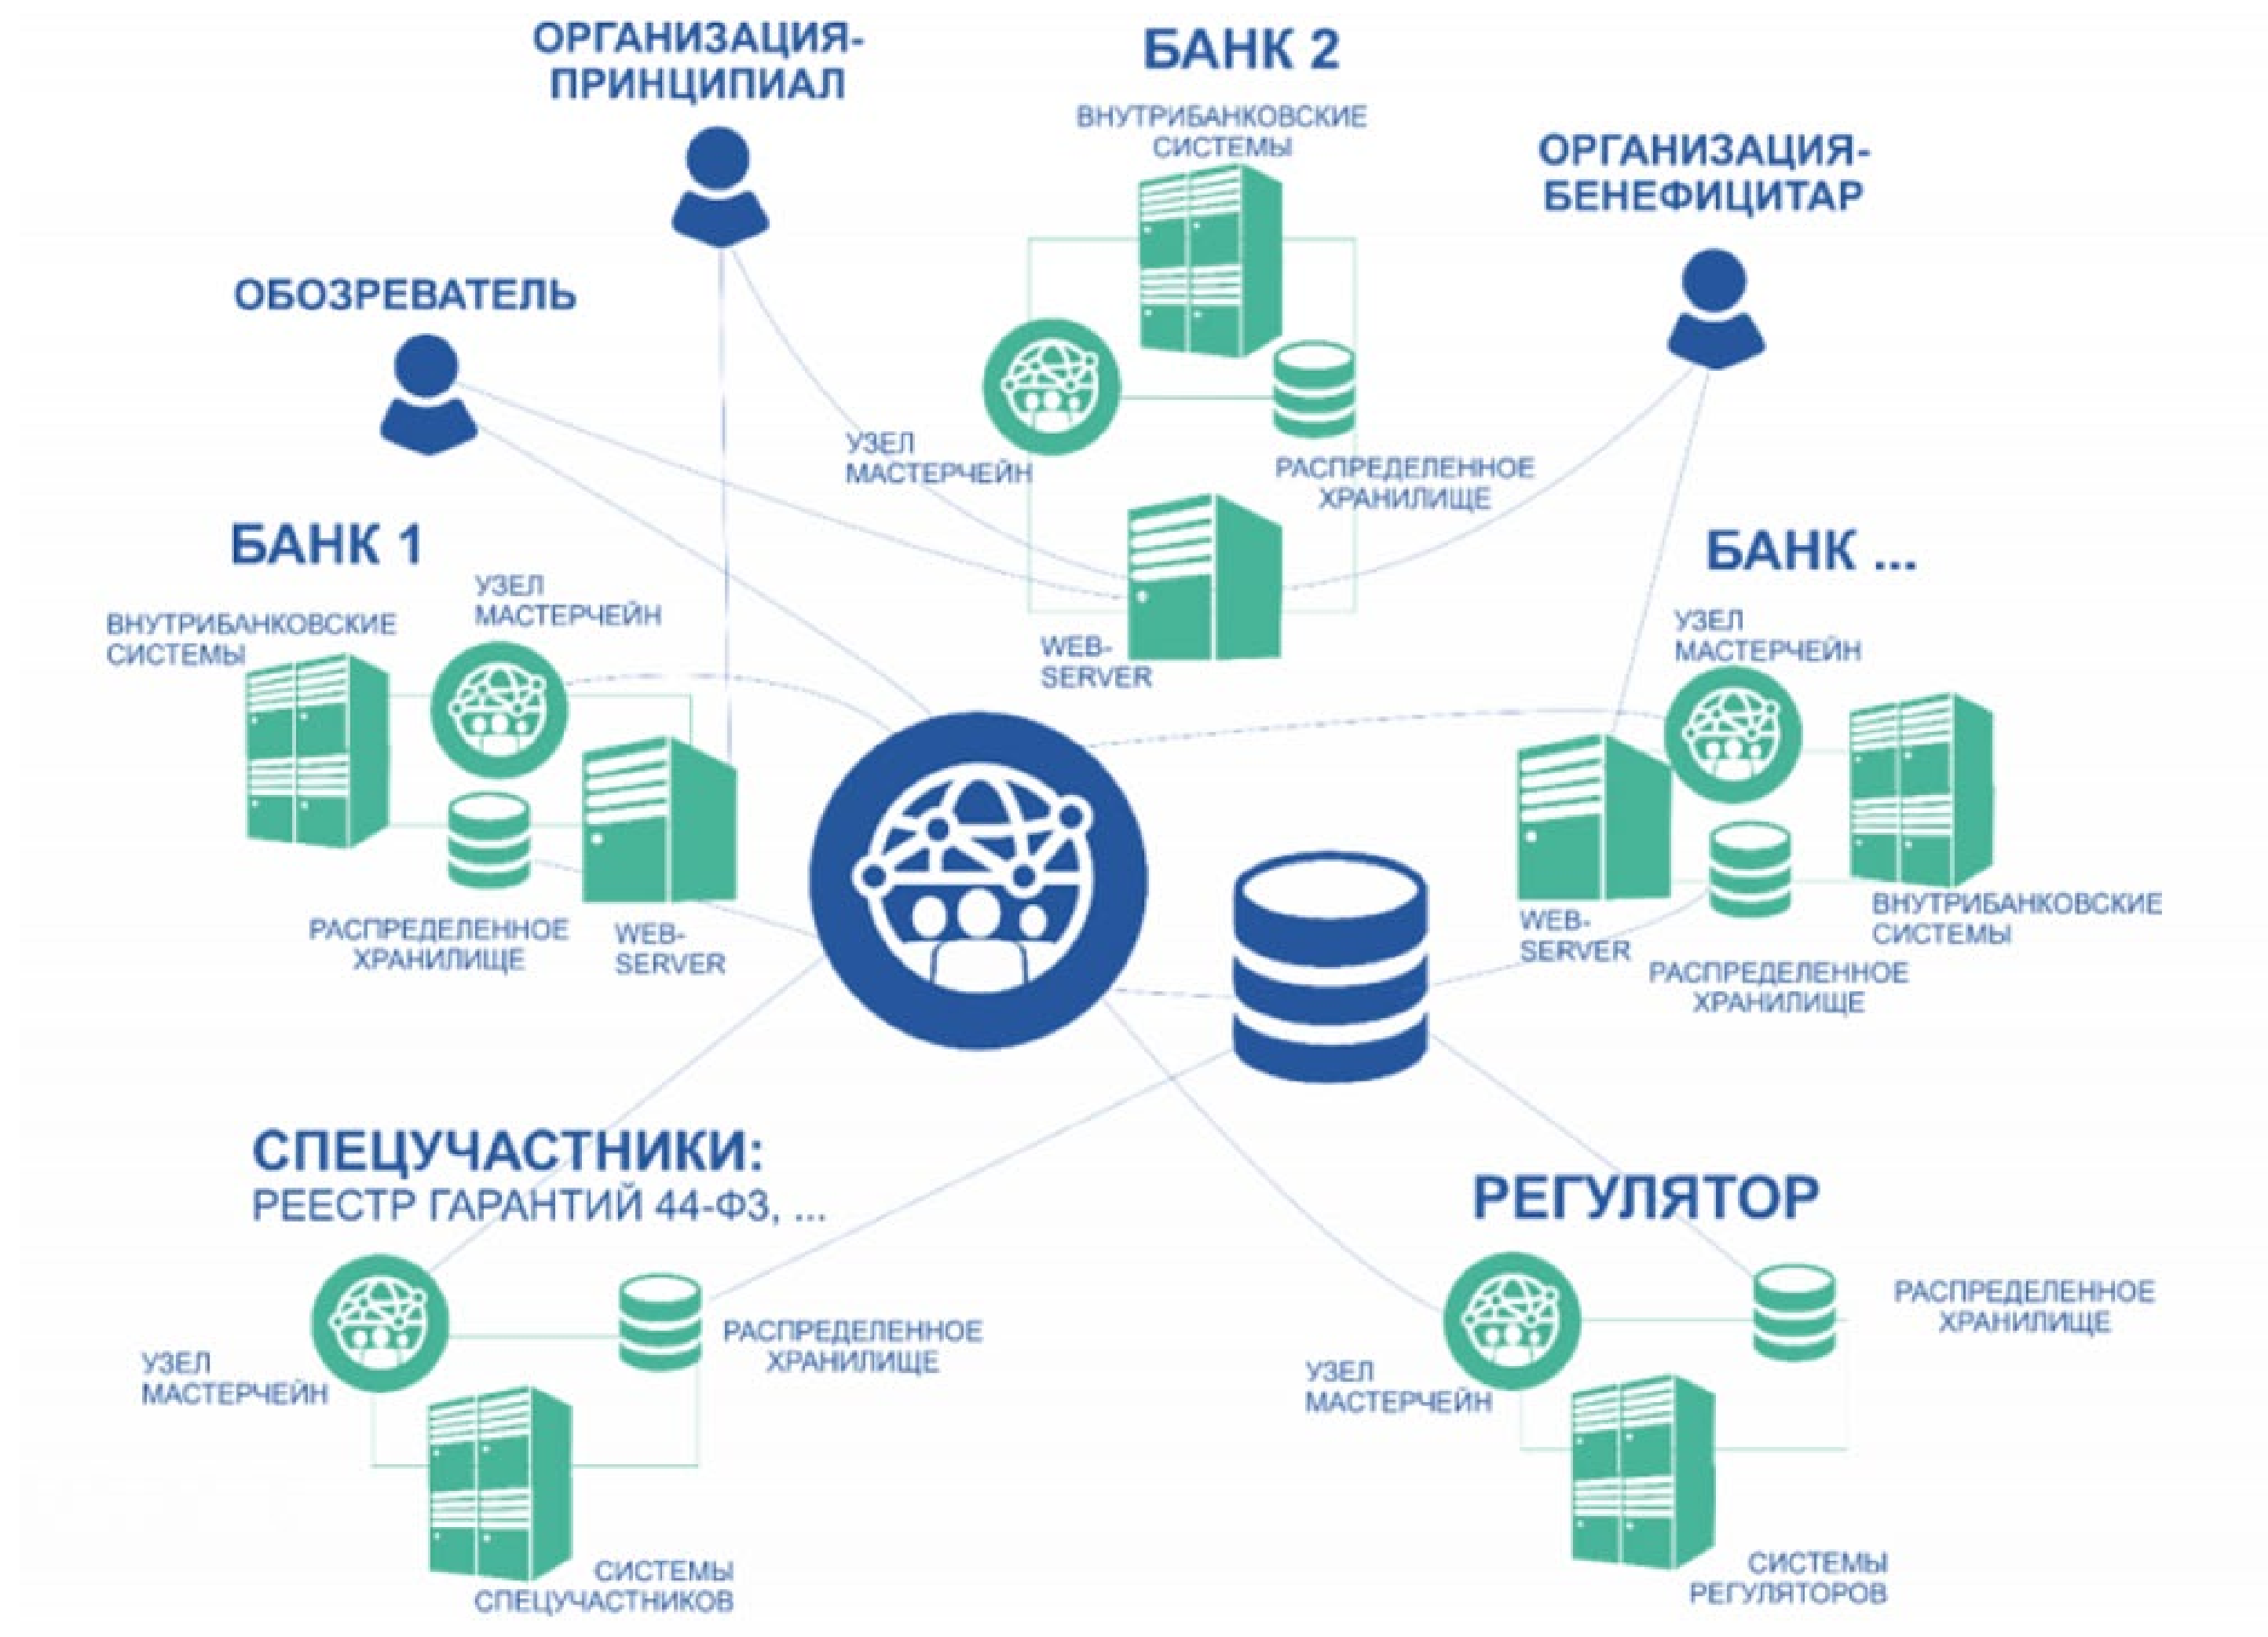 ОРГАНИЗАЦИЯ-
ПРИНЦИПИАЛ
БАНК 2
ВНУТРИБАНКОВСКИЕ
СИСТЕМЫ
ОРГАНИЗАЦИЯ-
БЕНЕФИЦИТАР
ОБОЗРЕВАТЕЛЬ
УЗЕЛ
МАСТЕРЧЕЙН
РАСПРЕДЕЛЕННОЕ
ХРАНИЛИЩЕ
WEB-
SERVER
БАНК 1
УЗЕЛ
МАСТЕРЧЕЙН
ВНУТРИБАНКОВСКИЕ
СИСТЕМЫ
РАСПРЕДЕЛЕННОЕ
ХРАНИЛИЩЕ
WEB-
SERVER
БАНК ...
УЗЕЛ
МАСТЕРЧЕЙН
WEB-
SERVER
ВНУТРИБАНКОВСКИЕ
СИСТЕМЫ
РАСПРЕДЕЛЕННОЕ
ХРАНИЛИЩЕ
СПЕЦУЧАСТНИКИ:
РЕЕСТР ГАРАНТИЙ 44-ФЗ, ...
УЗЕЛ
МАСТЕРЧЕЙН
РАСПРЕДЕЛЕННОЕ
ХРАНИЛИЩЕ
СИСТЕМЫ
СПЕЦУЧАСТНИКОВ
РЕГУЛЯТОР
УЗЕЛ
МАСТЕРЧЕЙН
РАСПРЕДЕЛЕННОЕ
ХРАНИЛИЩЕ
СИСТЕМЫ
РЕГУЛЯТОРОВ